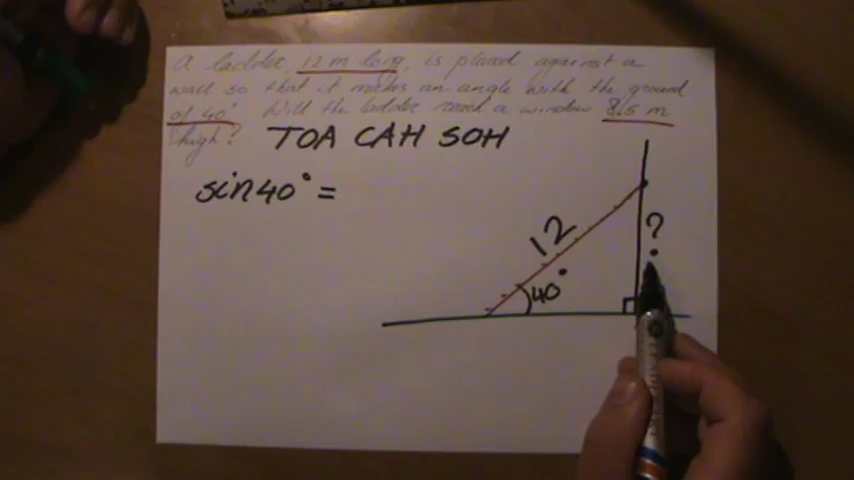 A ladder, 12 m long, is placed against a
wall so that it makes an angle with the ground
of 40° Will the ladder reach a window 8.5 m
high? TOA CAH SOH
sin40° =
12
?
40°